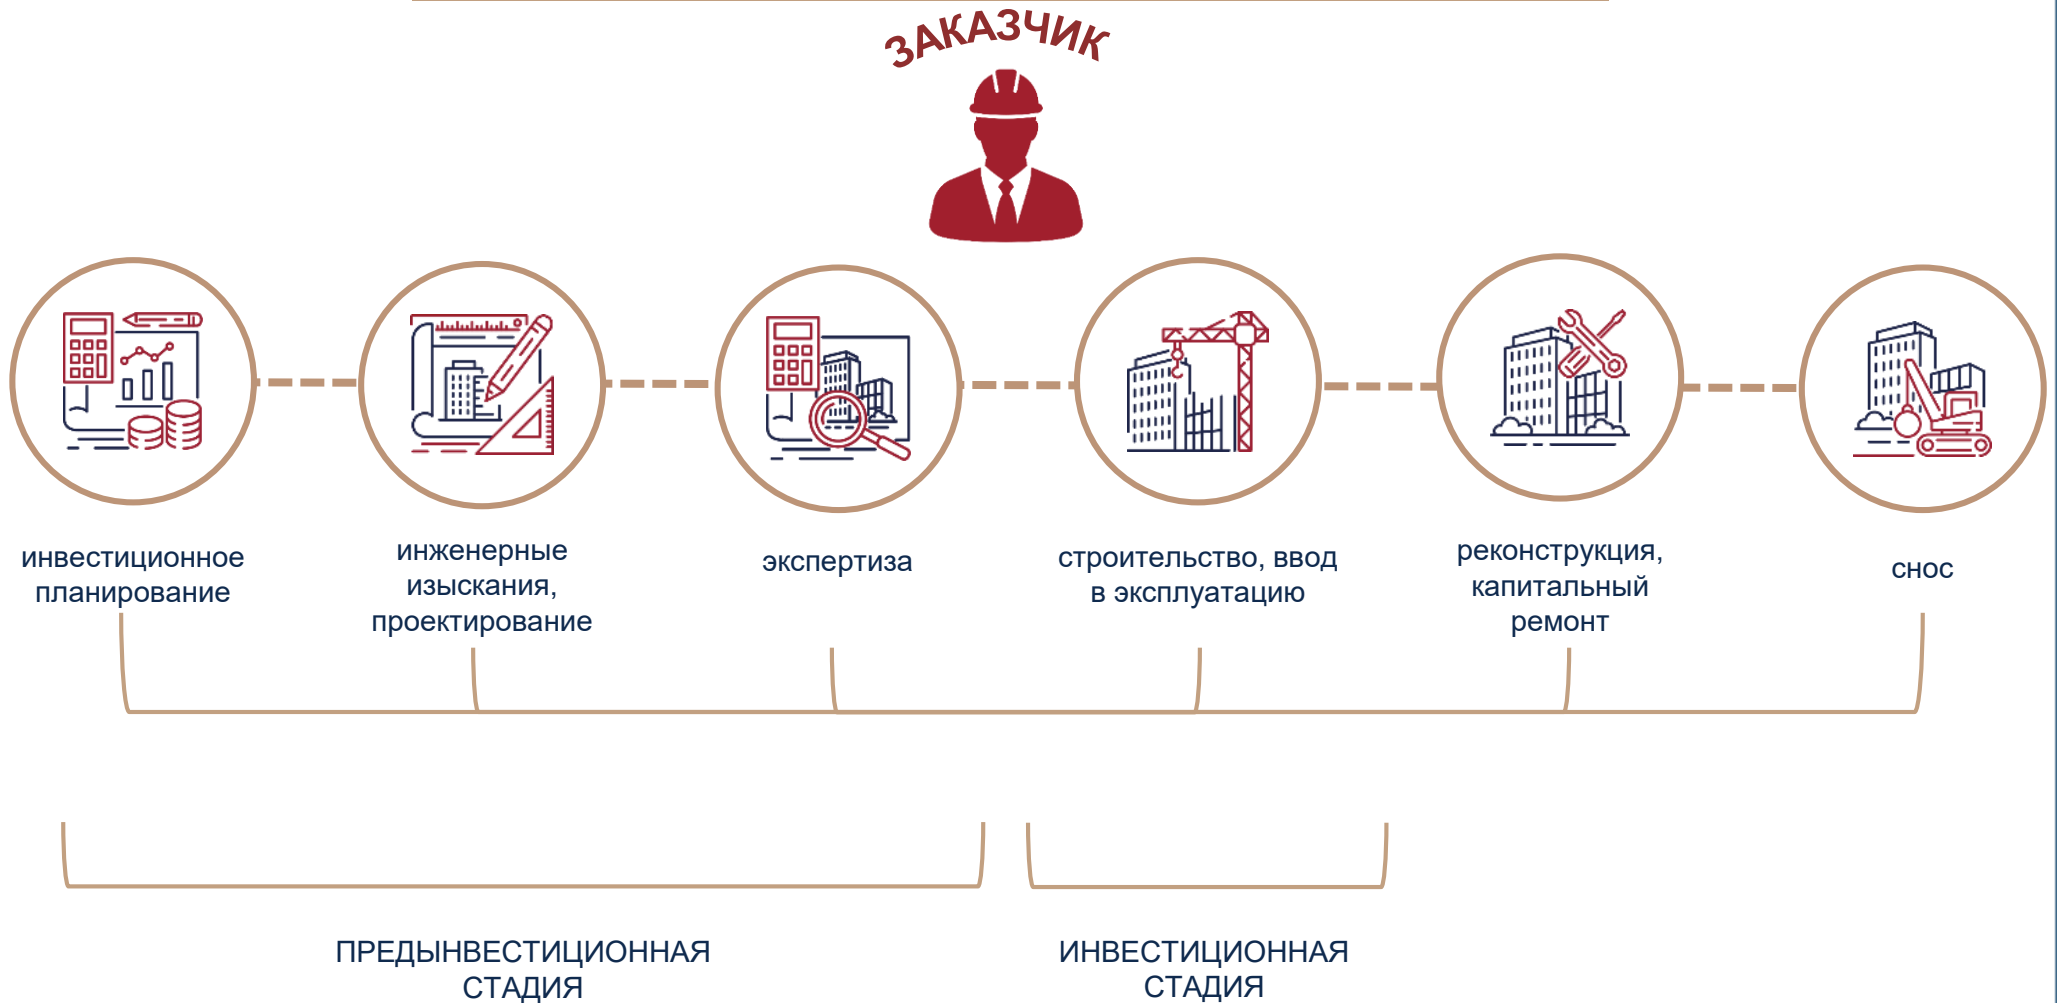 ЗАКАЗЧИК
инвестиционное
планирование
инженерные
изыскания,
проектирование
экспертиза
строительство, ввод
в эксплуатацию
реконструкция,
капитальный
ремонт
снос
ПРЕДЫНВЕСТИЦИОННАЯ
СТАДИЯ
ИНВЕСТИЦИОННАЯ
СТАДИЯ